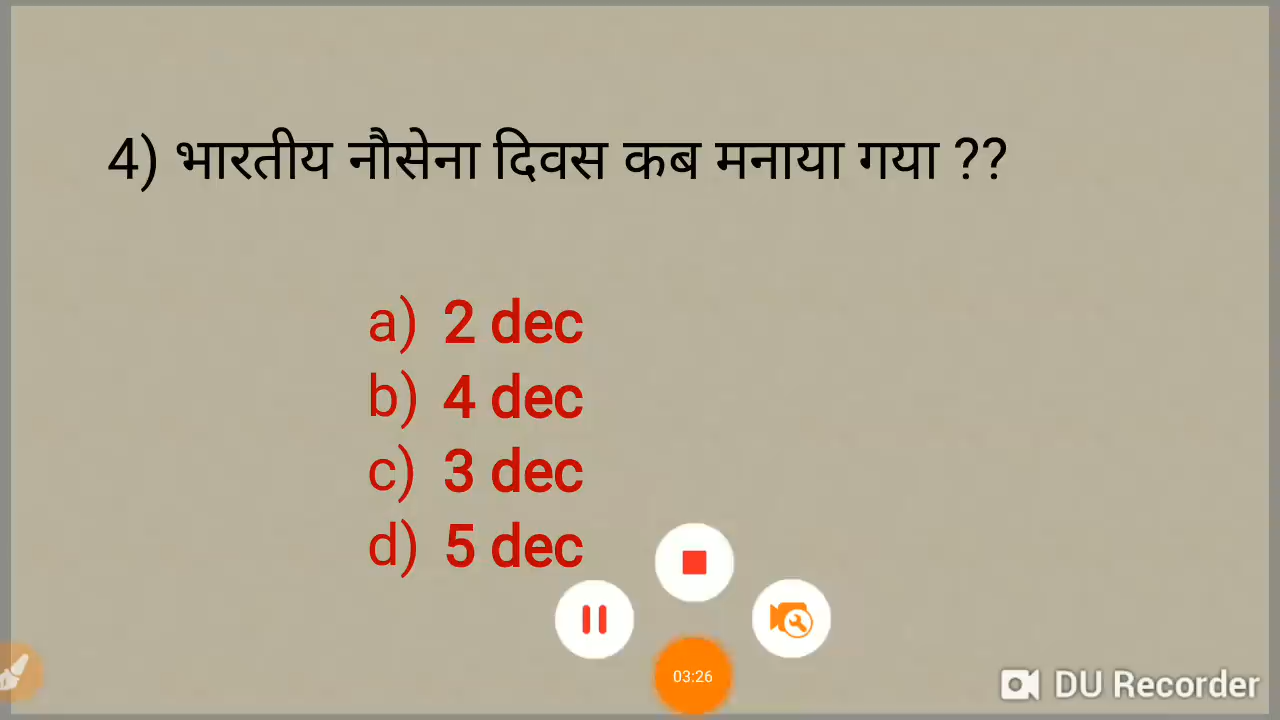 4) भारतीय नौसेना दिवस कब मनाया गया ??
a) 2 dec
b) 4 dec
c) 3 dec
d) 5 dec
03:26
DU Recorder